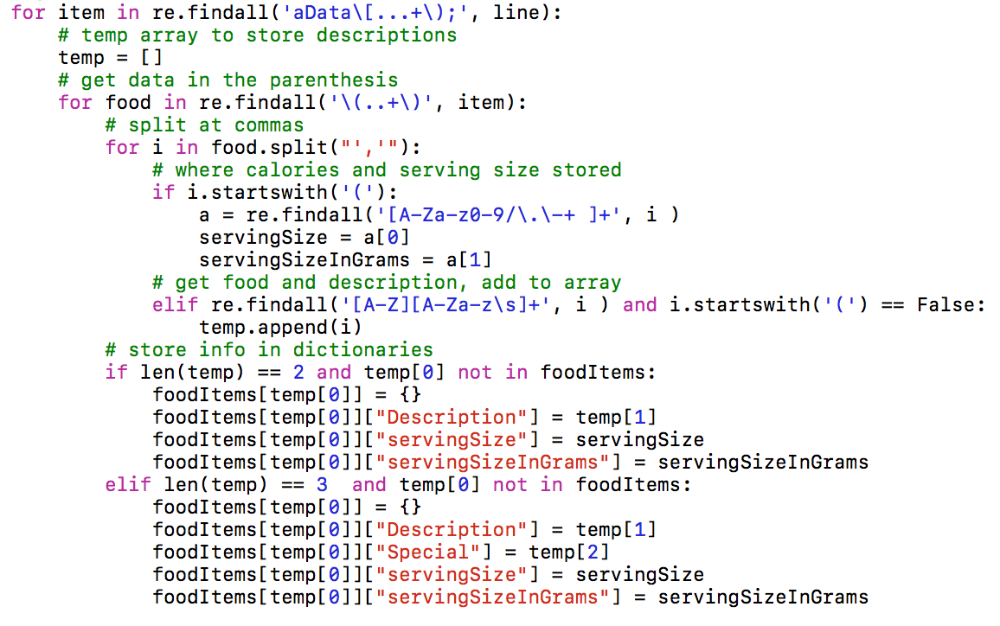 for item in re.findall('aData\[...+\);', line):
    # temp array to store descriptions
    temp = []
    # get data in the parenthesis
    for food in re.findall('\(..+\)', item):
        # split at commas
        for i in food.split("','"):
            # where calories and serving size stored
            if i.startswith('('):
                a = re.findall('[A-Za-z0-9/\.\-+ ]+', i )
                servingSize = a[0]
                servingSizeInGrams = a[1]
            # get food and description, add to array
            elif re.findall('[A-Z][A-Za-z\s]+', i ) and i.startswith('(') == False:
                temp.append(i)
        # store info in dictionaries
        if len(temp) == 2 and temp[0] not in foodItems:
            foodItems[temp[0]] = {}
            foodItems[temp[0]]["Description"] = temp[1]
            foodItems[temp[0]]["servingSize"] = servingSize
            foodItems[temp[0]]["servingSizeInGrams"] = servingSizeInGrams
        elif len(temp) == 3  and temp[0] not in foodItems:
            foodItems[temp[0]] = {}
            foodItems[temp[0]]["Description"] = temp[1]
            foodItems[temp[0]]["Special"] = temp[2]
            foodItems[temp[0]]["servingSize"] = servingSize
            foodItems[temp[0]]["servingSizeInGrams"] = servingSizeInGrams